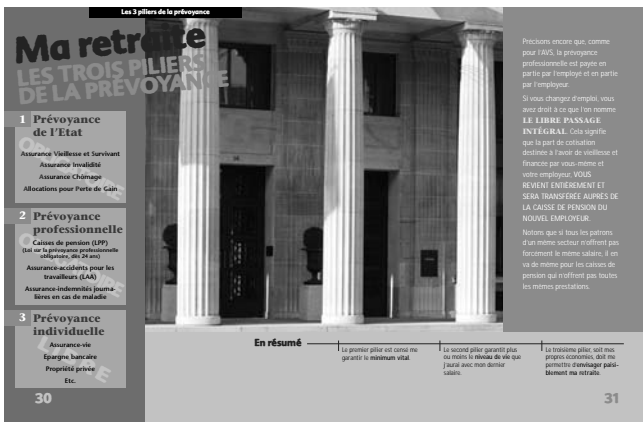 Les 3 piliers de la prévoyance
Ma retraite
LES TROIS PILIERS
DE LA PRÉVOYANCE
1 Prévoyance
de l'Etat
OBLIGATOIRE
Assurance Vieillesse et Survivant
Assurance Invalidité
Assurance Chômage
Allocations pour Perte de Gain
2 Prévoyance
professionnelle
OBLIGATOIRE
Caisses de pension (LPP)
(Loi sur la prévoyance professionnelle
obligatoire, dès 24 ans)
Assurance-accidents pour les
travailleurs (LAA)
Assurance-indemnités journa-
lières en cas de maladie
3 Prévoyance
individuelle
LIBRE
Assurance-vie
Epargne bancaire
Propriété privée
Etc.
30
En résumé
Le premier pilier est censé me
garantir le minimum vital.
Le second pilier garantit plus
ou moins le niveau de vie que
j'aurai avec mon dernier
salaire.
Le troisième pilier, soit mes
propres économies, doit me
permettre d'envisager paisi-
blement ma retraite.
Précisons encore que, comme
pour l'AVS, la prévoyance
professionnelle est payée en
partie par l'employé et en partie
par l'employeur.
Si vous changez d'emploi, vous
avez droit à ce que l'on nomme
LE LIBRE PASSAGE
INTÉGRAL. Cela signifie
que la part de cotisation
destinée à l'avoir de vieillesse et
financée par vous-même et
votre employeur, VOUS
REVIENT ENTIÈREMENT ET
SERA TRANSFÉRÉE AUPRÈS DE
LA CAISSE DE PENSION DU
NOUVEL EMPLOYEUR.
Notons que si tous les patrons
d'un même secteur n'offrent pas
forcément le même salaire, il en
va de même pour les caisses de
pension qui n'offrent pas toutes
les mêmes prestations.
31